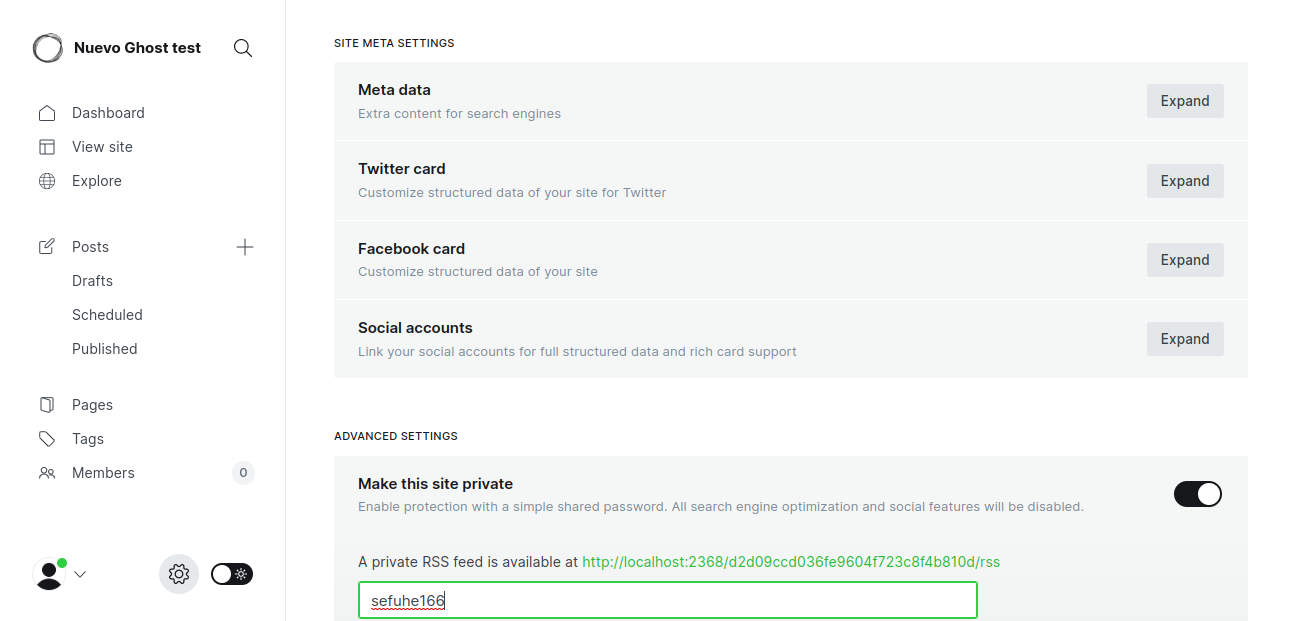 Nuevo Ghost test
Dashboard
View site
Explore
Posts
Drafts
Scheduled
Published
Pages
Tags
Members 0
SITE META SETTINGS
Meta data
Extra content for search engines
Expand
Twitter card
Customize structured data of your site for Twitter
Expand
Facebook card
Customize structured data of your site
Expand
Social accounts
Link your social accounts for full structured data and rich card support
Expand
ADVANCED SETTINGS
Make this site private
Enable protection with a simple shared password. All search engine optimization and social features will be disabled.
A private RSS feed is available at http://localhost:2368/d2d09ccd036fe9604f723c8f4b810d/rss
sefuhe166